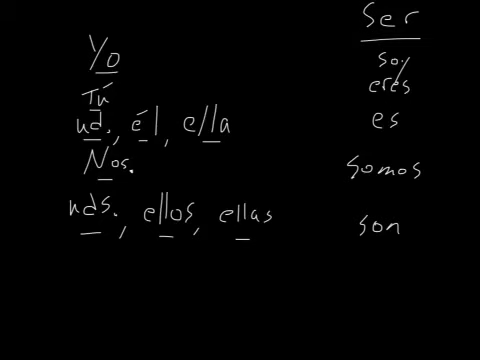 Ser
Yo soy
Tú eres
ud., él, ella es
Nos. somos
uds., ellos, ellas son